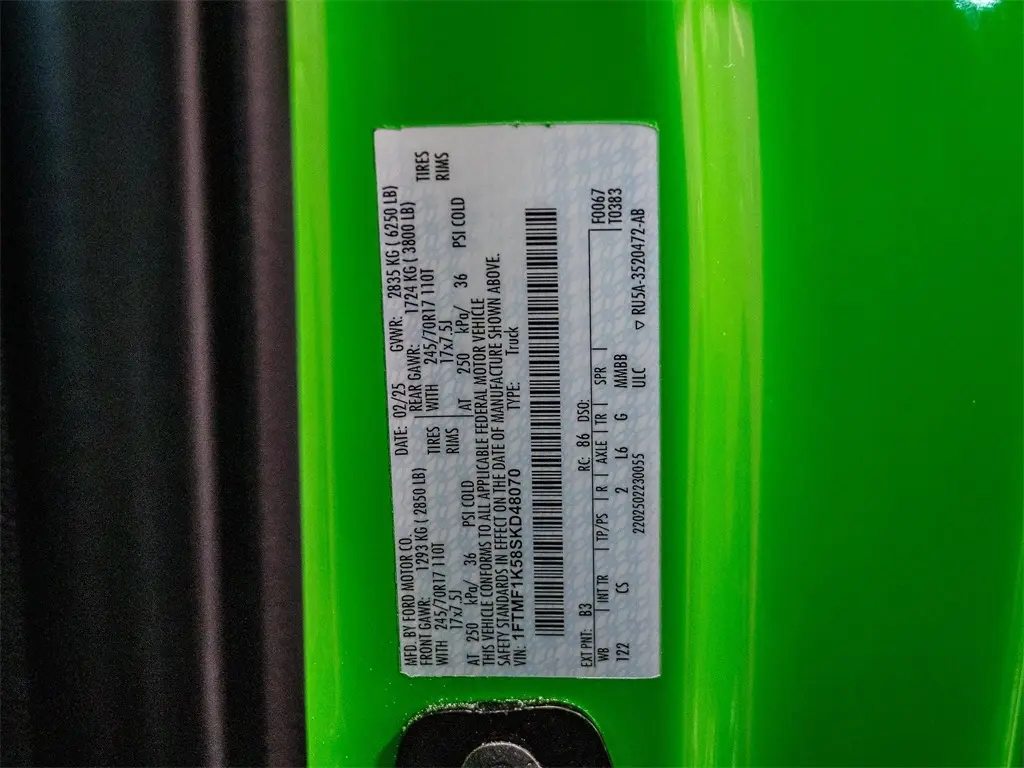 MFD. BY FORD MOTOR CO. DATE: 02/25 GVWR: 2835 KG ( 6250 LB)
FRONT GAWR: 1293 KG ( 2850 LB) REAR GAWR: 1724 KG ( 3800 LB)
WITH 245/70R17 110T TIRES WITH 245/70R17 110T TIRES
17x7.5J RIMS 17x7.5J RIMS
AT 250 kPa/ 36 PSI COLD AT 250 kPa/ 36 PSI COLD
THIS VEHICLE CONFORMS TO ALL APPLICABLE FEDERAL MOTOR VEHICLE
SAFETY STANDARDS IN EFFECT ON THE DATE OF MANUFACTURE SHOWN ABOVE.
VIN: 1FTMF1K58SKD48070 TYPE: Truck
EXT PNT: B3 RC: 86 DSO: F0067
WB INT TR TP/PS R AXLE TR SPR T0383
122 CS 2 L6 G MMBB
2202502230055 ULC ▽ RU5A-3520472-AB